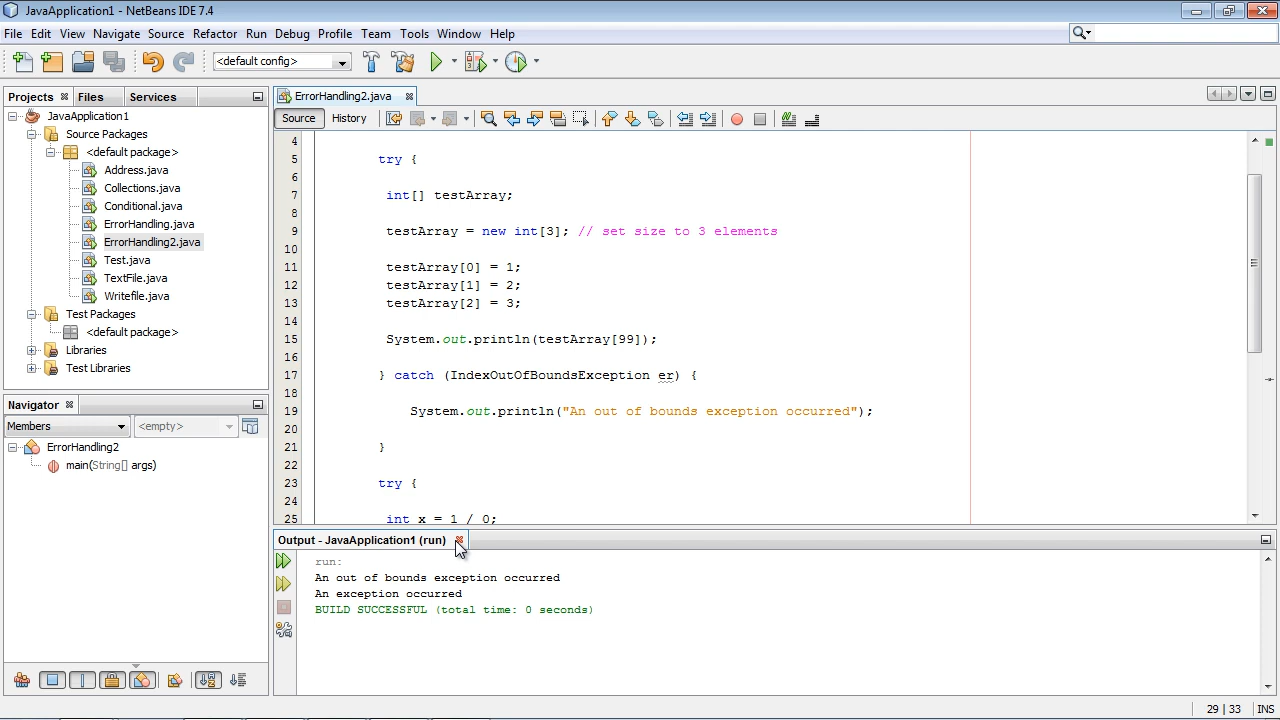 JavaApplication1 - NetBeans IDE 7.4
File Edit View Navigate Source Refactor Run Debug Profile Team Tools Window Help
<default config>
Projects Files Services
JavaApplication1
Source Packages
<default package>
Address.java
Collections.java
Conditional.java
ErrorHandling.java
ErrorHandling2.java
Test.java
TextFile.java
Writefile.java
Test Packages
<default package>
Libraries
Test Libraries
Navigator
Members <empty>
ErrorHandling2
main(String[] args)
ErrorHandling2.java
Source History
4
5 try {
6
7 int[] testArray;
8
9 testArray = new int[3]; // set size to 3 elements
10
11 testArray[0] = 1;
12 testArray[1] = 2;
13 testArray[2] = 3;
14
15 System.out.println(testArray[99]);
16
17 } catch (IndexOutOfBoundsException er) {
18
19 System.out.println("An out of bounds exception occurred");
20
21 }
22
23 try {
24
25 int x = 1 / 0;
Output - JavaApplication1 (run)
run:
An out of bounds exception occurred
An exception occurred
BUILD SUCCESSFUL (total time: 0 seconds)
29 | 33 INS